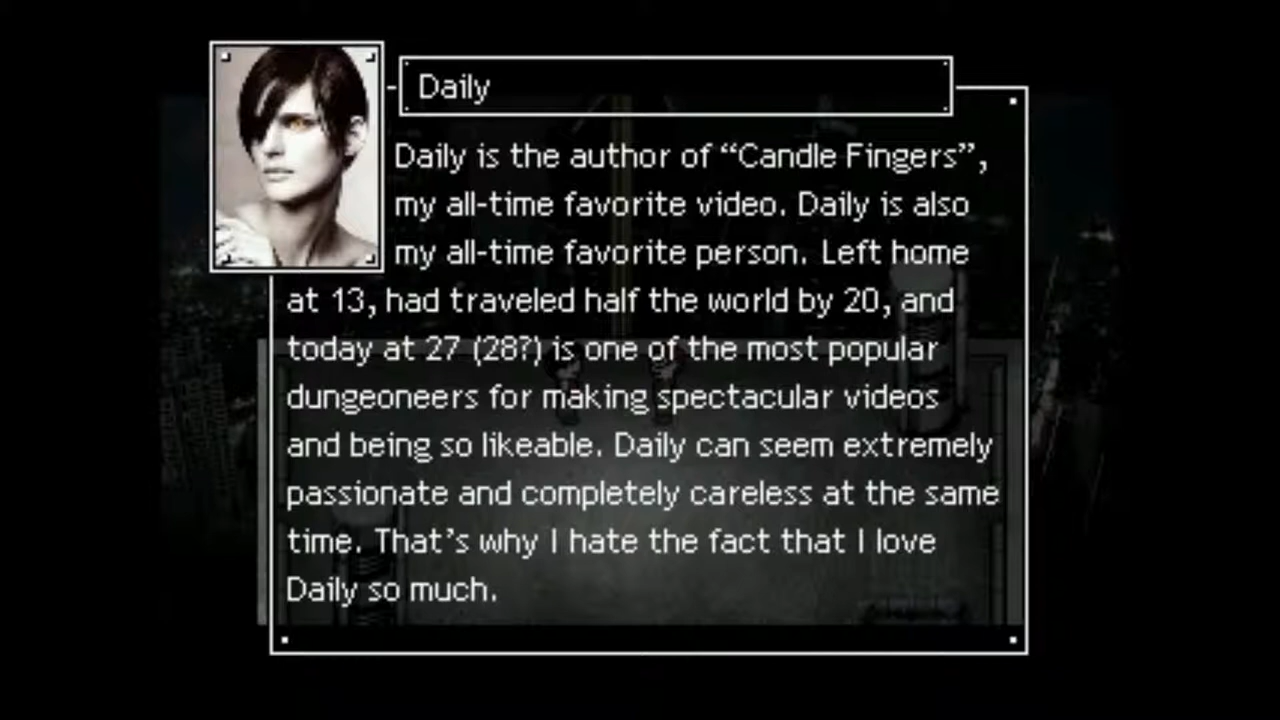 Daily
Daily is the author of “Candle Fingers”,
my all-time favorite video. Daily is also
my all-time favorite person. Left home
at 13, had traveled half the world by 20, and
today at 27 (28?) is one of the most popular
dungeoneers for making spectacular videos
and being so likeable. Daily can seem extremely
passionate and completely careless at the same
time. That’s why I hate the fact that I love
Daily so much.